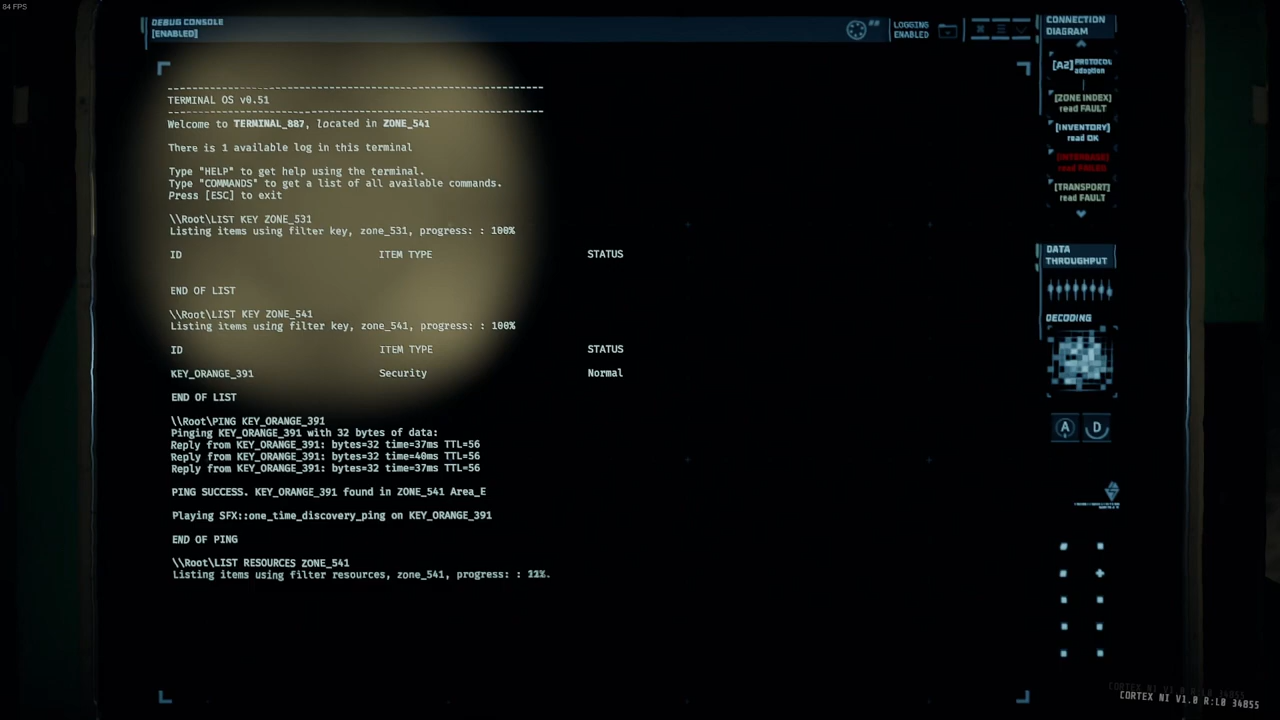 84 FPS
DEBUG CONSOLE
[ENABLED]
LOGGING
ENABLED
CONNECTION
DIAGRAM
[A2] PROTOCOL
adaption
[ZONE INDEX]
read FAULT
[INVENTORY]
read OK
read FAILED
[TRANSPORT]
read FAULT
DATA
THROUGHPUT
DECODING
A D
--------------------------------------------------------------
TERMINAL OS v0.51
--------------------------------------------------------------
Welcome to TERMINAL_887, located in ZONE_541
There is 1 available log in this terminal
Type "HELP" to get help using the terminal.
Type "COMMANDS" to get a list of all available commands.
Press [ESC] to exit
\\Root\LIST KEY ZONE_531
Listing items using filter key, zone_531, progress: : 100%
ID ITEM TYPE STATUS
END OF LIST
\\Root\LIST KEY ZONE_541
Listing items using filter key, zone_541, progress: : 100%
ID ITEM TYPE STATUS
KEY_ORANGE_391 Security Normal
END OF LIST
\\Root\PING KEY_ORANGE_391
Pinging KEY_ORANGE_391 with 32 bytes of data:
Reply from KEY_ORANGE_391: bytes=32 time=37ms TTL=56
Reply from KEY_ORANGE_391: bytes=32 time=40ms TTL=56
Reply from KEY_ORANGE_391: bytes=32 time=37ms TTL=56
PING SUCCESS. KEY_ORANGE_391 found in ZONE_541 Area_E
Playing SFX::one_time_discovery_ping on KEY_ORANGE_391
END OF PING
\\Root\LIST RESOURCES ZONE_541
Listing items using filter resources, zone_541, progress: : 22%.
CORTEX NI V1.0 R:L0 34855